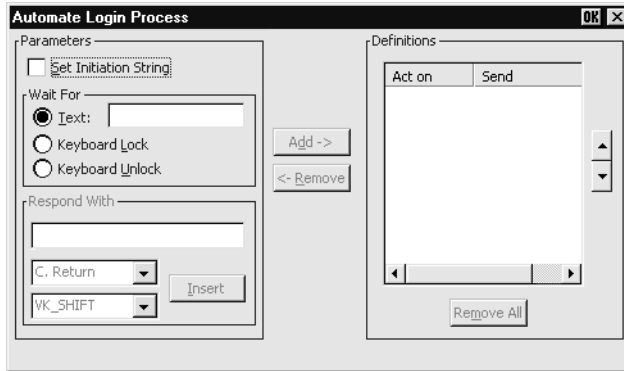 Automate Login Process OK
Parameters
Set Initiation String
Wait For
Text:
Keyboard Lock
Keyboard Unlock
Respond With
C. Return
VK_SHIFT
Insert
Add ->
<- Remove
Definitions
Act on Send
Remove All